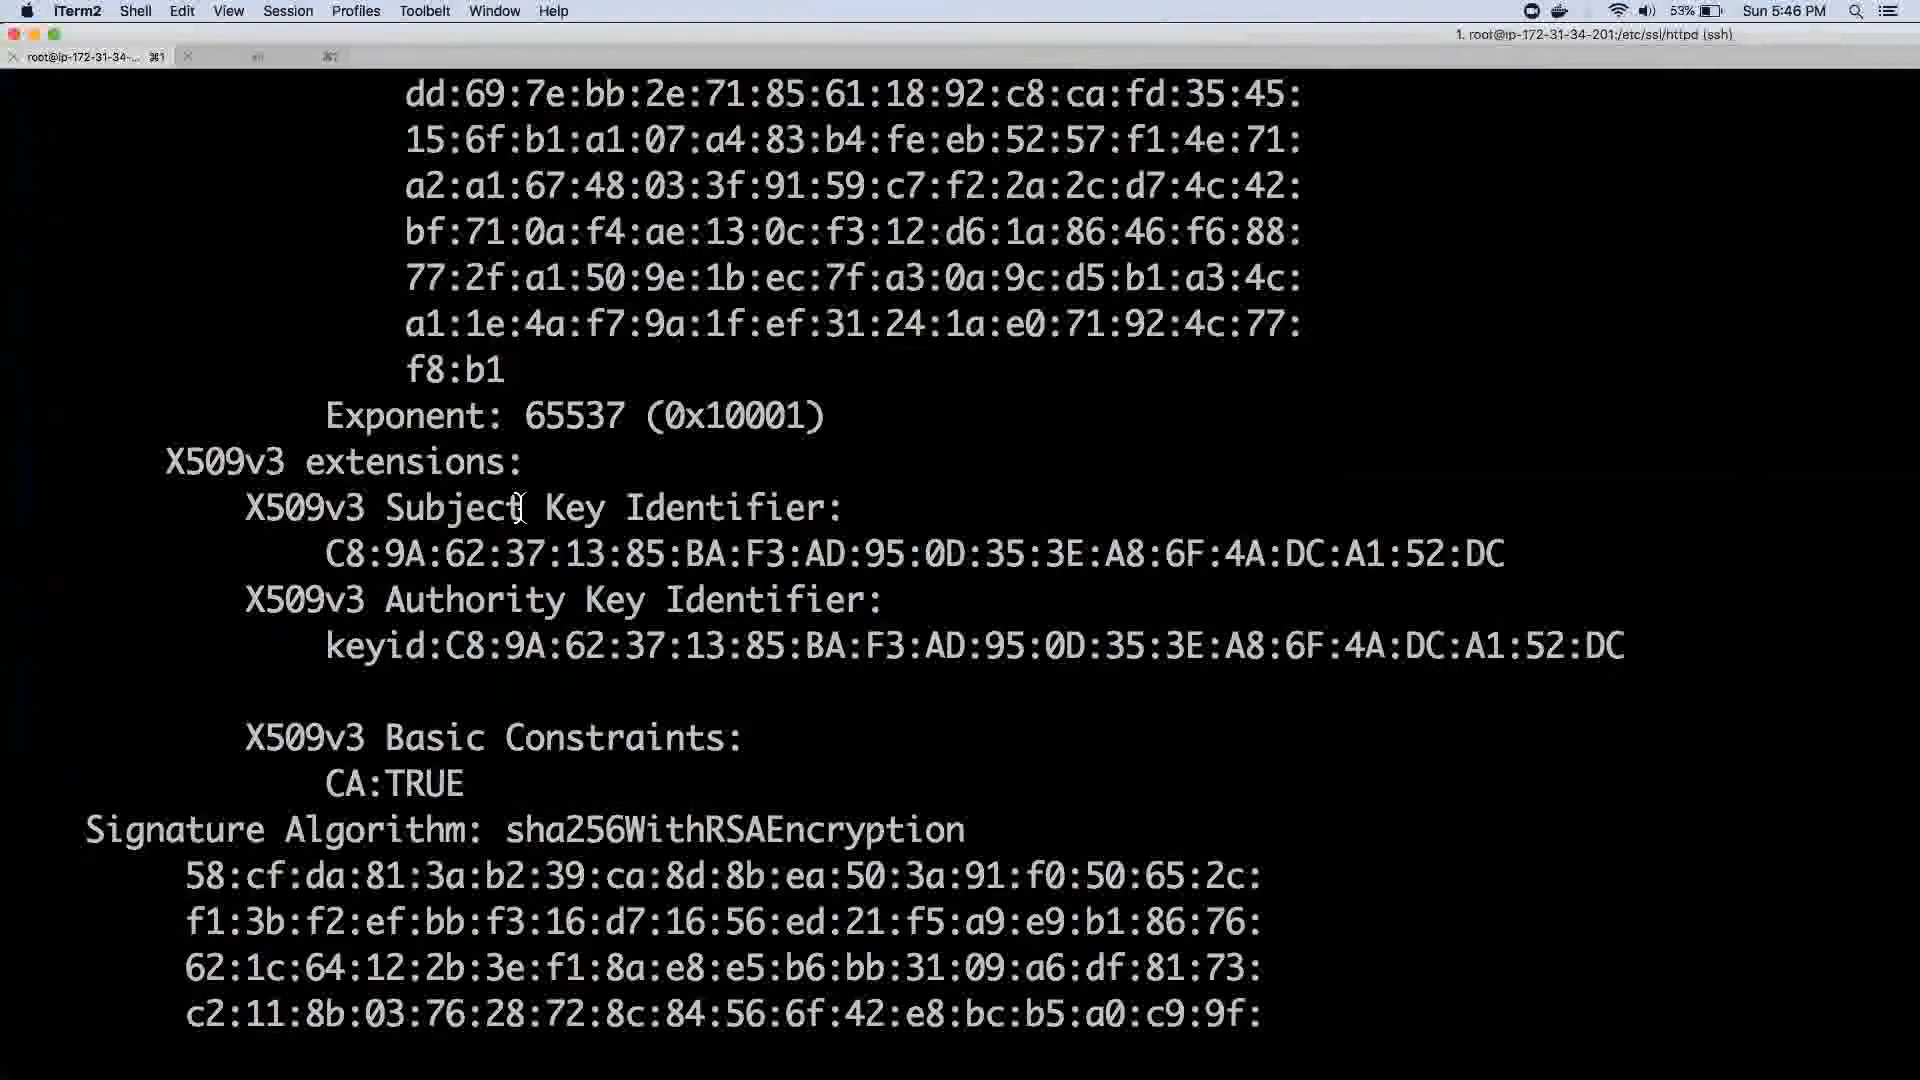 iTerm2 Shell Edit View Session Profiles Toolbelt Window Help 53% Sun 5:46 PM
1. root@ip-172-31-34-201:/etc/ssl/httpd (ssh)
root@ip-172-31-34-... ⌘1 ⌘2
dd:69:7e:bb:2e:71:85:61:18:92:c8:ca:fd:35:45:
15:6f:b1:a1:07:a4:83:b4:fe:eb:52:57:f1:4e:71:
a2:a1:67:48:03:3f:91:59:c7:f2:2a:2c:d7:4c:42:
bf:71:0a:f4:ae:13:0c:f3:12:d6:1a:86:46:f6:88:
77:2f:a1:50:9e:1b:ec:7f:a3:0a:9c:d5:b1:a3:4c:
a1:1e:4a:f7:9a:1f:ef:31:24:1a:e0:71:92:4c:77:
f8:b1
Exponent: 65537 (0x10001)
X509v3 extensions:
X509v3 Subject Key Identifier:
C8:9A:62:37:13:85:BA:F3:AD:95:0D:35:3E:A8:6F:4A:DC:A1:52:DC
X509v3 Authority Key Identifier:
keyid:C8:9A:62:37:13:85:BA:F3:AD:95:0D:35:3E:A8:6F:4A:DC:A1:52:DC
X509v3 Basic Constraints:
CA:TRUE
Signature Algorithm: sha256WithRSAEncryption
58:cf:da:81:3a:b2:39:ca:8d:8b:ea:50:3a:91:f0:50:65:2c:
f1:3b:f2:ef:bb:f3:16:d7:16:56:ed:21:f5:a9:e9:b1:86:76:
62:1c:64:12:2b:3e:f1:8a:e8:e5:b6:bb:31:09:a6:df:81:73:
c2:11:8b:03:76:28:72:8c:84:56:6f:42:e8:bc:b5:a0:c9:9f: